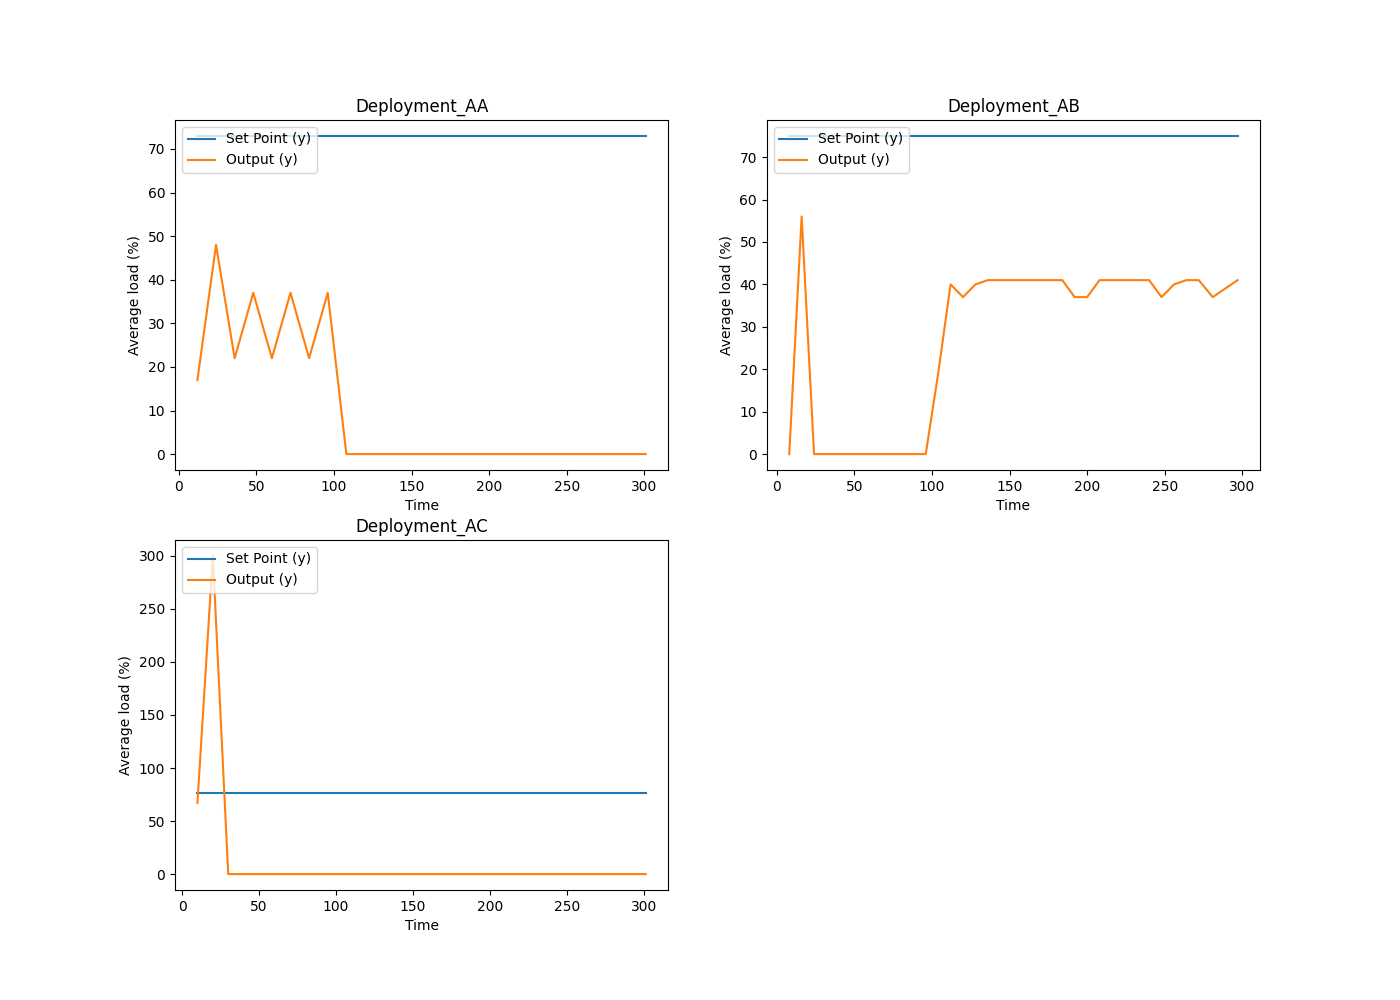 Deployment_AA
Set Point (y)
Output (y)
Average load (%)
70
60
50
40
30
20
10
0
0 50 100 150 200 250 300
Time
Deployment_AB
Set Point (y)
Output (y)
Average load (%)
70
60
50
40
30
20
10
0
0 50 100 150 200 250 300
Time
Deployment_AC
Set Point (y)
Output (y)
Average load (%)
300
250
200
150
100
50
0
0 50 100 150 200 250 300
Time